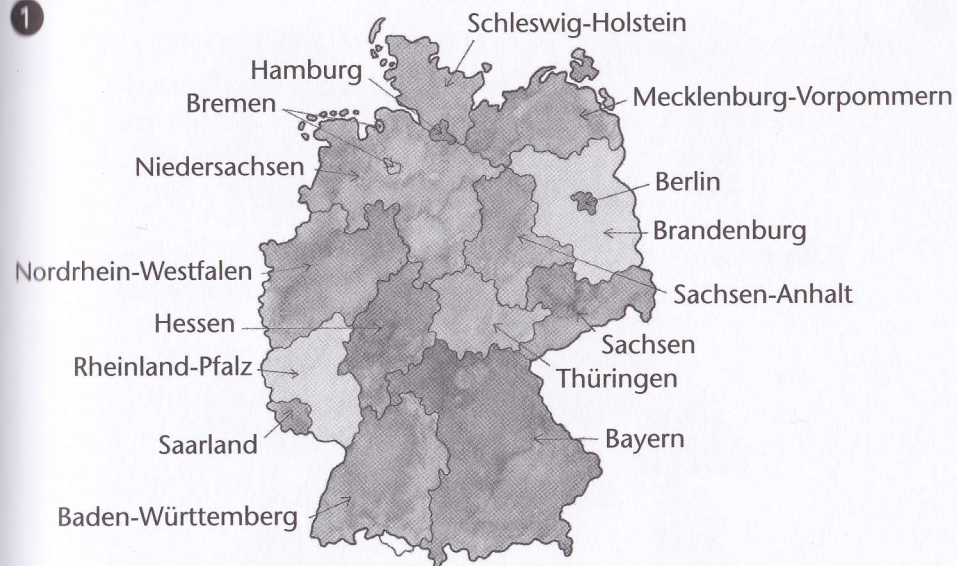 1
Schleswig-Holstein
Hamburg
Bremen
Mecklenburg-Vorpommern
Niedersachsen
Berlin
Brandenburg
Nordrhein-Westfalen
Sachsen-Anhalt
Hessen
Sachsen
Rheinland-Pfalz
Thüringen
Saarland
Bayern
Baden-Württemberg